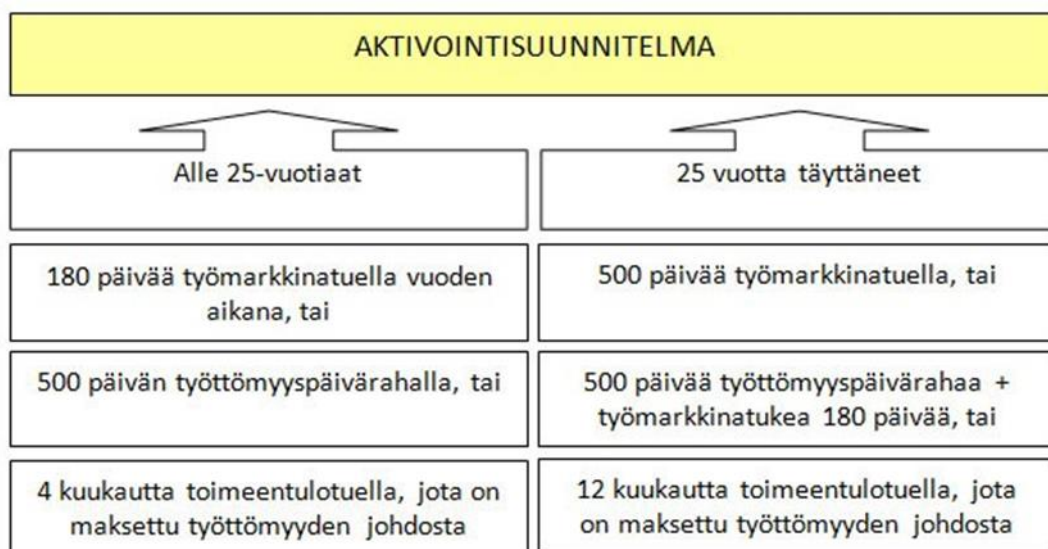 AKTIVOINTISUUNNITELMA
Alle 25-vuotiaat
180 päivää työmarkkinatuella vuoden
aikana, tai
500 päivän työttömyyspäivärahalla, tai
4 kuukautta toimeentulotuella, jota on
maksettu työttömyyden johdosta
25 vuotta täyttäneet
500 päivää työmarkkinatuella, tai
500 päivää työttömyyspäivärahaa +
työmarkkinatukea 180 päivää, tai
12 kuukautta toimeentulotuella, jota
on maksettu työttömyyden johdosta